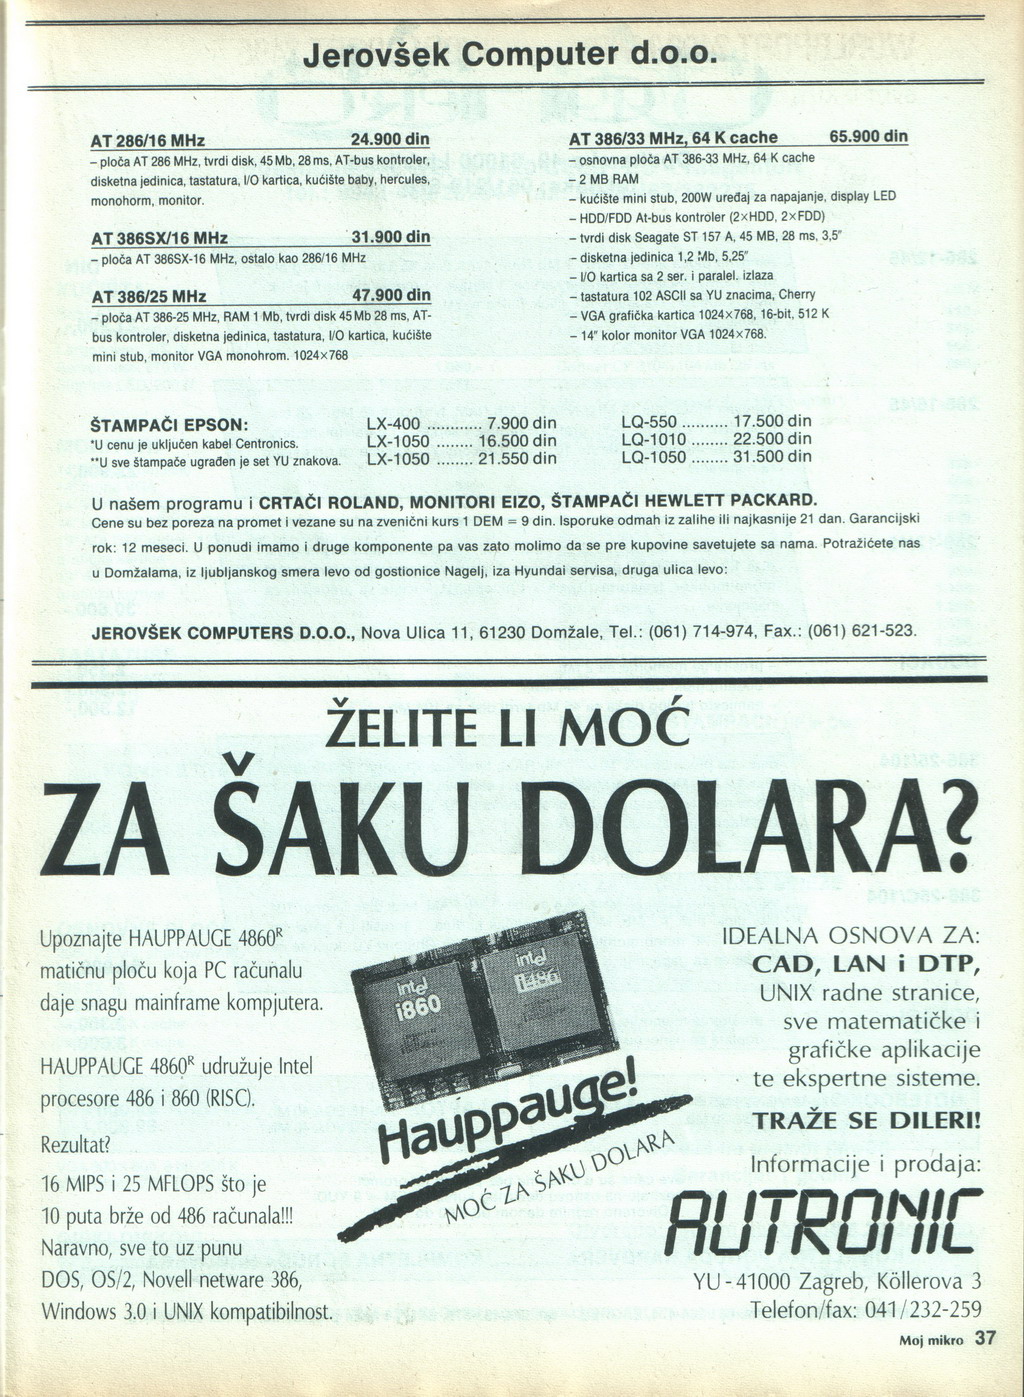 Jerovšek Computer d.o.o.
AT 286/16 MHz 24.900 din
– ploča AT 286 MHz, tvrdi disk, 45 Mb, 28 ms, AT-bus kontroler,
disketna jedinica, tastatura, I/O kartica, kućište baby, hercules,
monohorm, monitor.
AT 386SX/16 MHz 31.900 din
– ploča AT 386SX-16 MHz, ostalo kao 286/16 MHz
AT 386/25 MHz 47.900 din
– ploča AT 386-25 MHz, RAM 1 Mb, tvrdi disk 45 Mb 28 ms, AT-
bus kontroler, disketna jedinica, tastatura, I/O kartica, kućište
mini stub, monitor VGA monohrom. 1024×768
AT 386/33 MHz, 64 K cache 65.900 din
– osnovna ploča AT 386-33 MHz, 64 K cache
– 2 MB RAM
– kućište mini stub, 200W uređaj za napajanje, display LED
– HDD/FDD At-bus kontroler (2×HDD, 2×FDD)
– tvrdi disk Seagate ST 157 A, 45 MB, 28 ms, 3,5"
– disketna jedinica 1,2 Mb, 5,25"
– I/O kartica sa 2 ser. i paralel. izlaza
– tastatura 102 ASCII sa YU znacima, Cherry
– VGA grafička kartica 1024×768, 16-bit, 512 K
– 14" kolor monitor VGA 1024×768.
ŠTAMPAČI EPSON:
*U cenu je uključen kabel Centronics.
**U sve štampače ugrađen je set YU znakova.
LX-400 ........... 7.900 din
LX-1050 ........ 16.500 din
LX-1050 ........ 21.550 din
LQ-550 .......... 17.500 din
LQ-1010 ........ 22.500 din
LQ-1050 ........ 31.500 din
U našem programu i CRTAČI ROLAND, MONITORI EIZO, ŠTAMPAČI HEWLETT PACKARD.
Cene su bez poreza na promet i vezane su na zvenični kurs 1 DEM = 9 din. Isporuke odmah iz zalihe ili najkasnije 21 dan. Garancijski
rok: 12 meseci. U ponudi imamo i druge komponente pa vas zato molimo da se pre kupovine savetujete sa nama. Potražićete nas
u Domžalama, iz ljubljanskog smera levo od gostionice Nagelj, iza Hyundai servisa, druga ulica levo:
JEROVŠEK COMPUTERS D.O.O., Nova Ulica 11, 61230 Domžale, Tel.: (061) 714-974, Fax.: (061) 621-523.
ŽELITE LI MOĆ
ZA ŠAKU DOLARA?
Upoznajte HAUPPAUGE 4860R
matičnu ploču koja PC računalu
daje snagu mainframe kompjutera.
HAUPPAUGE 4860R udružuje Intel
procesore 486 i 860 (RISC).
Rezultat?
16 MIPS i 25 MFLOPS što je
10 puta brže od 486 računala!!!
Naravno, sve to uz punu
DOS, OS/2, Novell netware 386,
Windows 3.0 i UNIX kompatibilnost.
intel
i860
intel
i486
Hauppauge!
MOĆ ZA ŠAKU DOLARA
IDEALNA OSNOVA ZA:
CAD, LAN i DTP,
UNIX radne stranice,
sve matematičke i
grafičke aplikacije
te ekspertne sisteme.
TRAŽE SE DILERI!
Informacije i prodaja:
AUTRONIC
YU - 41000 Zagreb, Köllerova 3
Telefon/fax: 041/232-259
Moj mikro 37